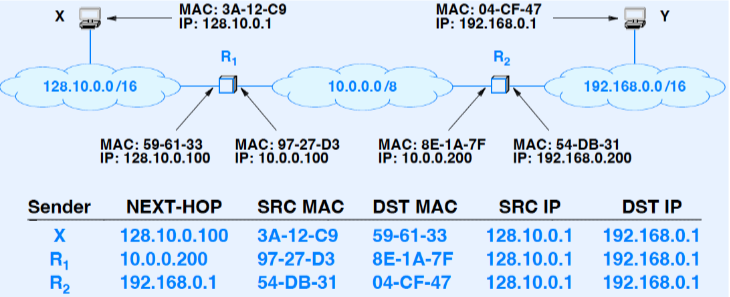 X
MAC: 3A-12-C9
IP: 128.10.0.1
MAC: 04-CF-47
IP: 192.168.0.1
Y
R1
R2
128.10.0.0/16
10.0.0.0/8
192.168.0.0/16
MAC: 59-61-33
IP: 128.10.0.100
MAC: 97-27-D3
IP: 10.0.0.100
MAC: 8E-1A-7F
IP: 10.0.0.200
MAC: 54-DB-31
IP: 192.168.0.200
Sender NEXT-HOP SRC MAC DST MAC SRC IP DST IP
X 128.10.0.100 3A-12-C9 59-61-33 128.10.0.1 192.168.0.1
R1 10.0.0.200 97-27-D3 8E-1A-7F 128.10.0.1 192.168.0.1
R2 192.168.0.1 54-DB-31 04-CF-47 128.10.0.1 192.168.0.1